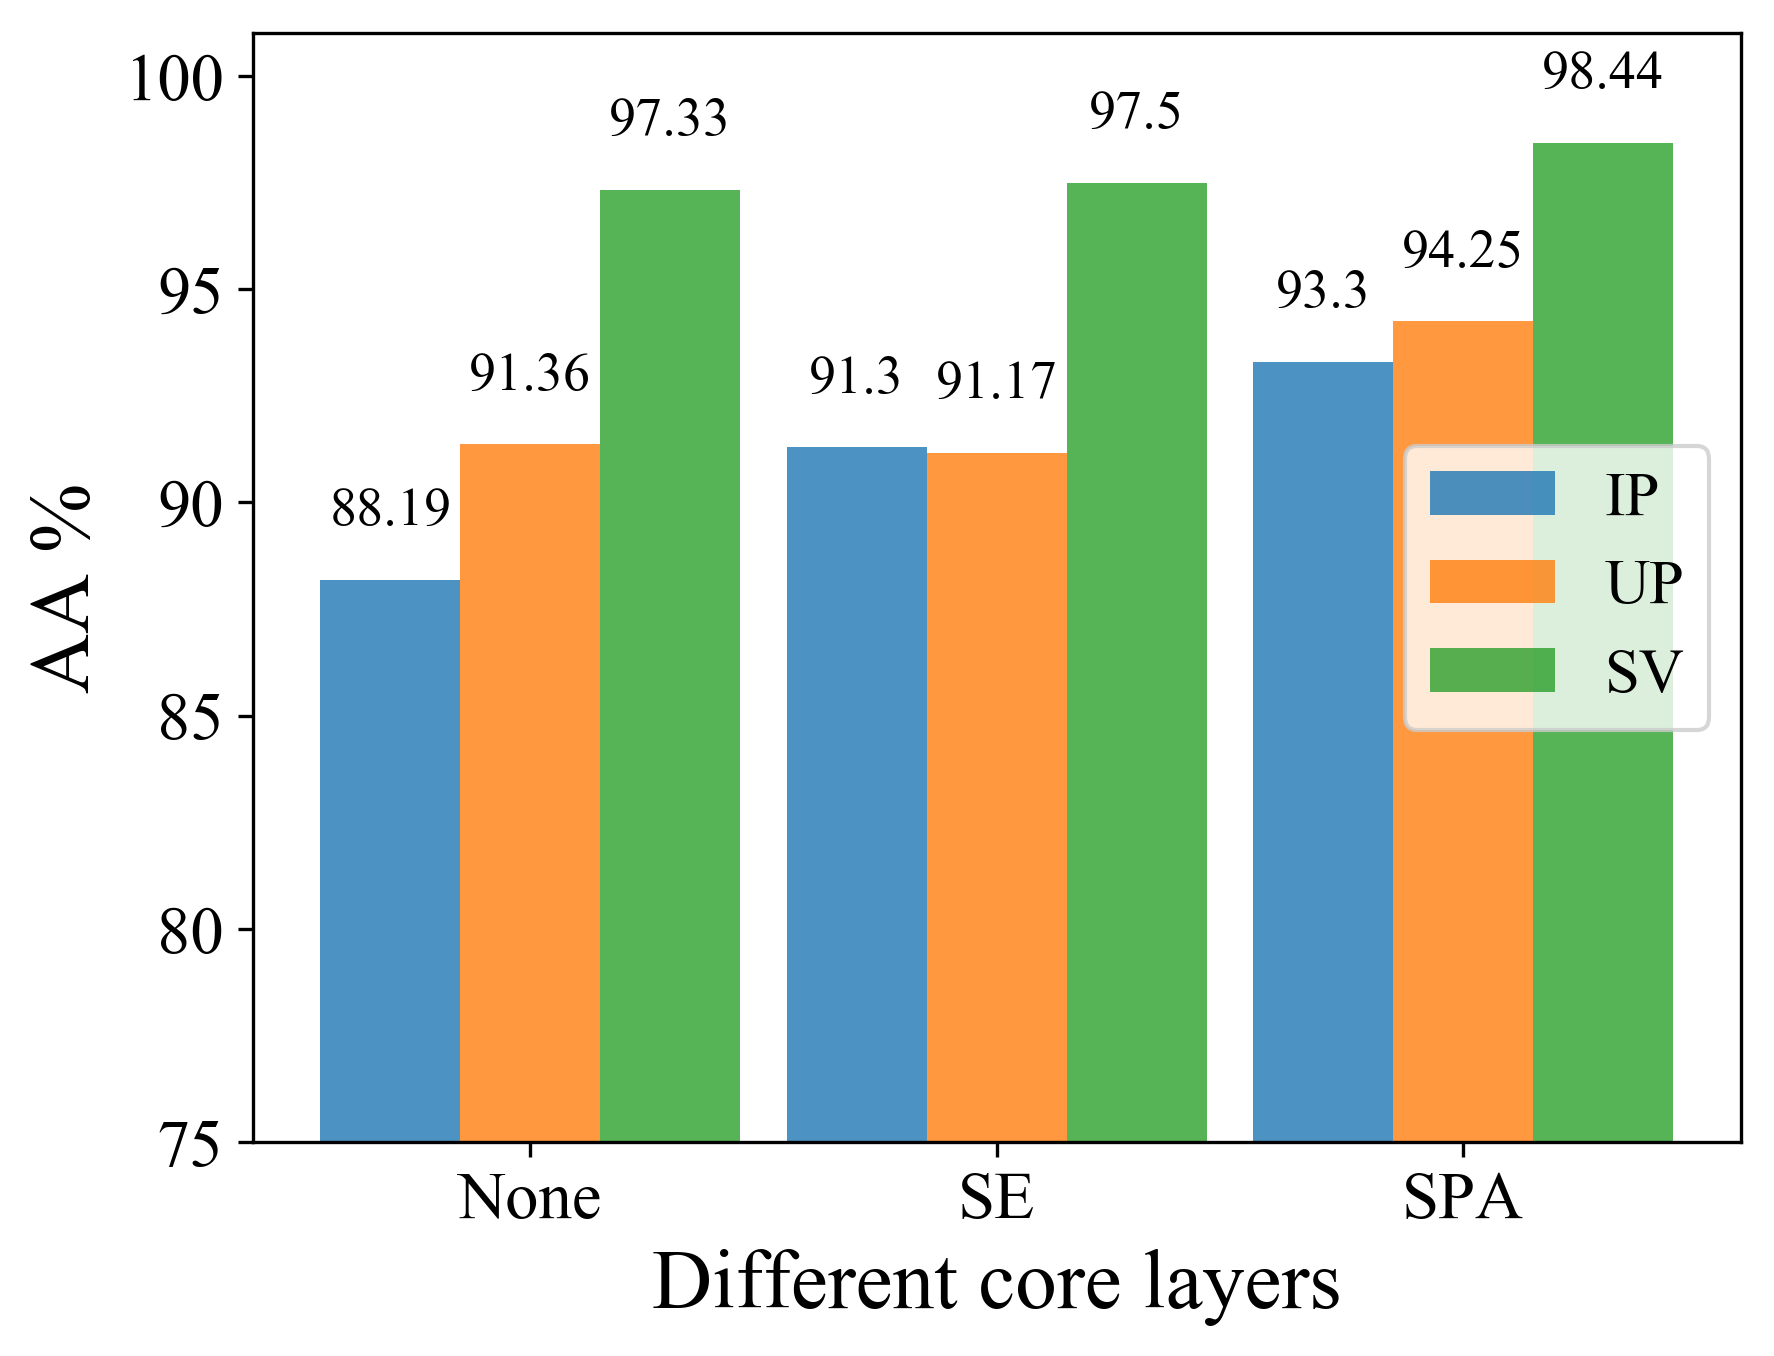 AA %
100
95
90
85
80
75
88.19
91.36
97.33
91.3
91.17
97.5
93.3
94.25
98.44
IP
UP
SV
None
SE
SPA
Different core layers